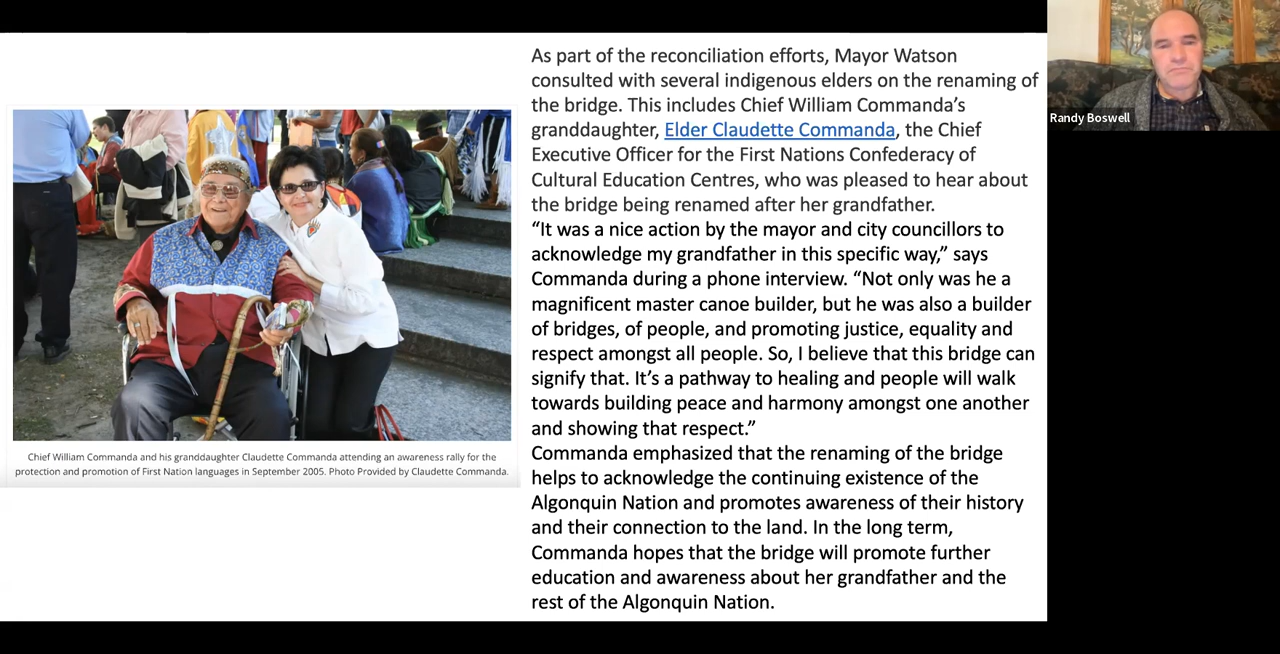 As part of the reconciliation efforts, Mayor Watson
consulted with several indigenous elders on the renaming of
the bridge. This includes Chief William Commanda’s
granddaughter, Elder Claudette Commanda, the Chief
Executive Officer for the First Nations Confederacy of
Cultural Education Centres, who was pleased to hear about
the bridge being renamed after her grandfather.
“It was a nice action by the mayor and city councillors to
acknowledge my grandfather in this specific way,” says
Commanda during a phone interview. “Not only was he a
magnificent master canoe builder, but he was also a builder
of bridges, of people, and promoting justice, equality and
respect amongst all people. So, I believe that this bridge can
signify that. It’s a pathway to healing and people will walk
towards building peace and harmony amongst one another
and showing that respect.”
Commanda emphasized that the renaming of the bridge
helps to acknowledge the continuing existence of the
Algonquin Nation and promotes awareness of their history
and their connection to the land. In the long term,
Commanda hopes that the bridge will promote further
education and awareness about her grandfather and the
rest of the Algonquin Nation.
Chief William Commanda and his granddaughter Claudette Commanda attending an awareness rally for the
protection and promotion of First Nation languages in September 2005. Photo Provided by Claudette Commanda.
Randy Boswell